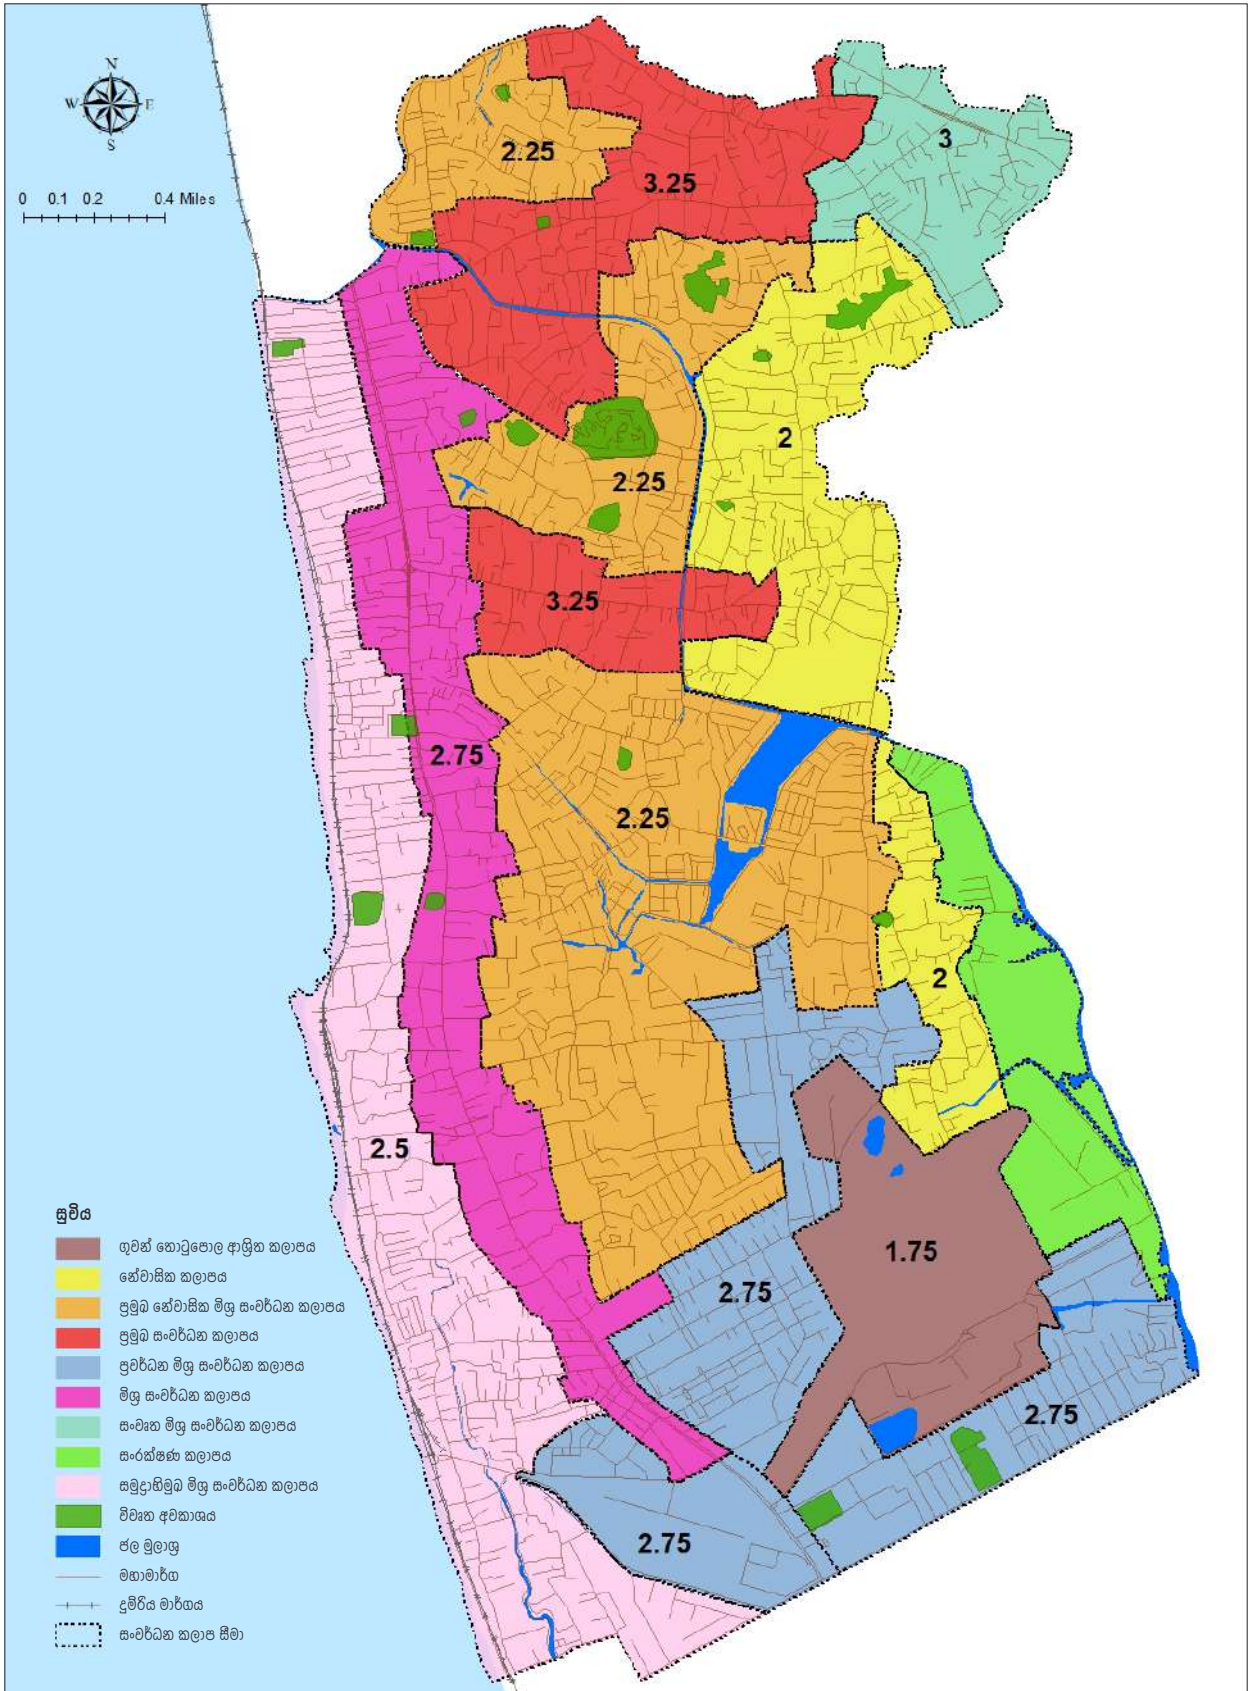 N
W E
S
0 0.1 0.2 0.4 Miles
2.25
3.25
3
2
2.25
3.25
2.75
2.25
2
2.5
1.75
2.75
2.75
2.75
සූචිය
ගුවන් තොටුපොල ආශ්‍රිත කලාපය
නේවාසික කලාපය
ප්‍රමුඛ නේවාසික මිශ්‍ර සංවර්ධන කලාපය
ප්‍රමුඛ සංවර්ධන කලාපය
ප්‍රවර්ධන මිශ්‍ර සංවර්ධන කලාපය
මිශ්‍ර සංවර්ධන කලාපය
සංවෘත මිශ්‍ර සංවර්ධන කලාපය
සංරක්ෂණ කලාපය
සමුද්‍රාභිමුඛ මිශ්‍ර සංවර්ධන කලාපය
විවෘත අවකාශය
ජල මූලාශ්‍ර
මහාමාර්ග
දුම්රිය මාර්ගය
සංවර්ධන කලාප සීමා